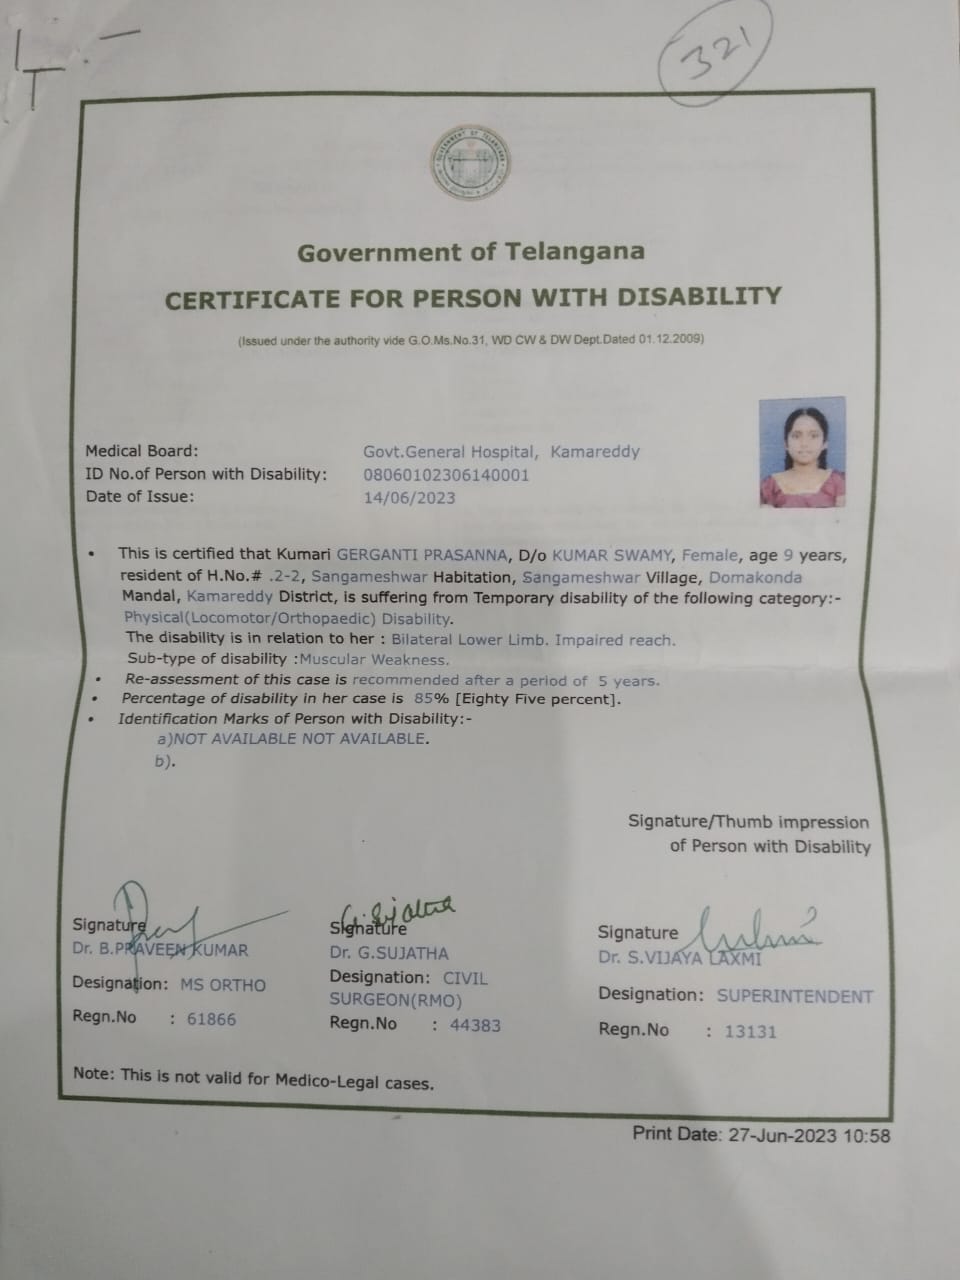 321
GOVERNMENT OF TELANGANA
Government of Telangana
CERTIFICATE FOR PERSON WITH DISABILITY
(Issued under the authority vide G.O.Ms.No.31, WD CW & DW Dept.Dated 01.12.2009)
Medical Board: Govt.General Hospital, Kamareddy
ID No.of Person with Disability: 08060102306140001
Date of Issue: 14/06/2023
• This is certified that Kumari GERGANTI PRASANNA, D/o KUMAR SWAMY, Female, age 9 years,
resident of H.No.# .2-2, Sangameshwar Habitation, Sangameshwar Village, Domakonda
Mandal, Kamareddy District, is suffering from Temporary disability of the following category:-
Physical(Locomotor/Orthopaedic) Disability.
The disability is in relation to her : Bilateral Lower Limb. Impaired reach.
Sub-type of disability :Muscular Weakness.
• Re-assessment of this case is recommended after a period of 5 years.
• Percentage of disability in her case is 85% [Eighty Five percent].
• Identification Marks of Person with Disability:-
a)NOT AVAILABLE NOT AVAILABLE.
b).
Signature/Thumb impression
of Person with Disability
Signature
Dr. B.PRAVEEN KUMAR
Designation: MS ORTHO
Regn.No : 61866
G.Sujatha
Signature
Dr. G.SUJATHA
Designation: CIVIL
SURGEON(RMO)
Regn.No : 44383
Signature
Dr. S.VIJAYA LAXMI
Designation: SUPERINTENDENT
Regn.No : 13131
Note: This is not valid for Medico-Legal cases.
Print Date: 27-Jun-2023 10:58